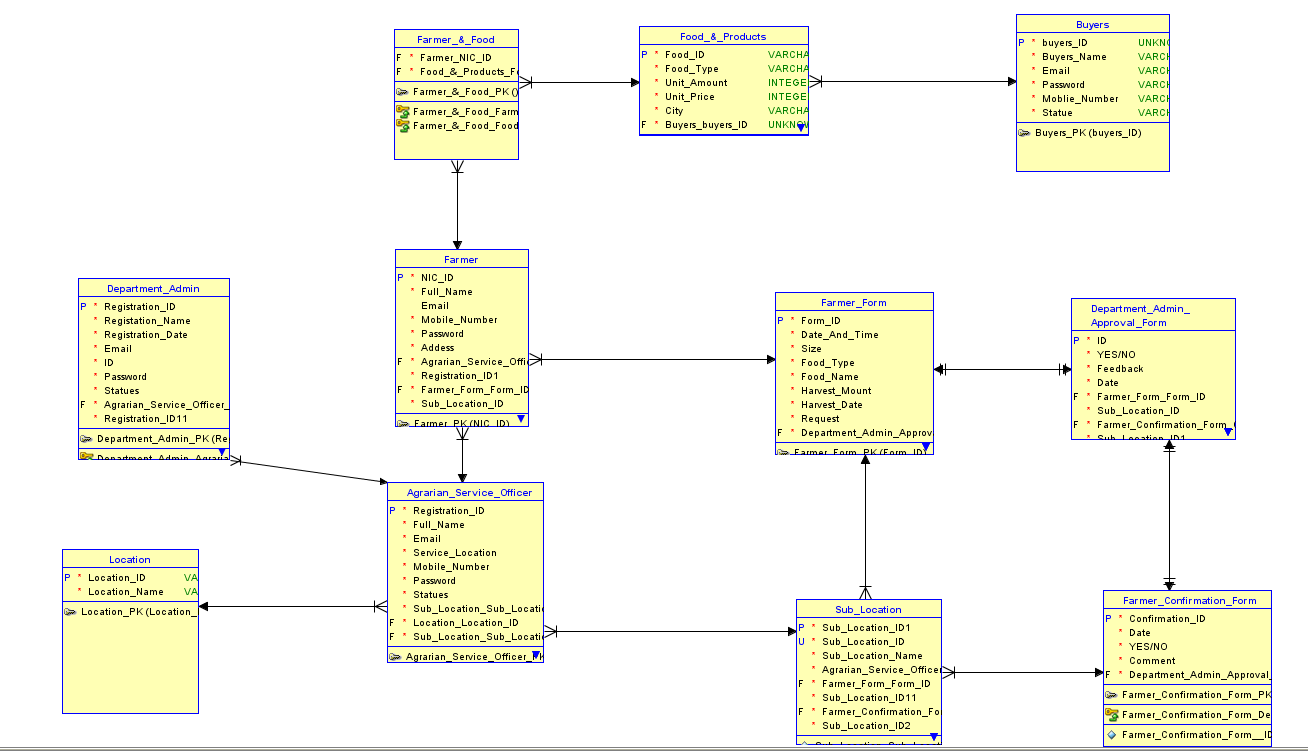 Farmer_&_Food
F * Farmer_NIC_ID
F * Food_&_Products_F
Farmer_&_Food_PK ()
Farmer_&_Food_Farm
Farmer_&_Food_Food
Food_&_Products
P * Food_ID VARCHA
* Food_Type VARCHA
* Unit_Amount INTEGE
* Unit_Price INTEGE
* City VARCHA
F * Buyers_buyers_ID UNKNOW
Buyers
P * buyers_ID UNKNO
* Buyers_Name VARCH
* Email VARCH
* Password VARCH
* Moblie_Number VARCH
* Statue VARCH
Buyers_PK (buyers_ID)
Department_Admin
P * Registration_ID
* Registation_Name
* Registration_Date
* Email
* ID
* Password
* Statues
F * Agrarian_Service_Officer_
* Registration_ID11
Department_Admin_PK (Re
Department_Admin_Agraria
Farmer
P * NIC_ID
* Full_Name
Email
* Mobile_Number
* Password
* Addess
F * Agrarian_Service_Offi
* Registration_ID1
F * Farmer_Form_Form_ID
* Sub_Location_ID
Farmer_PK (NIC_ID)
Farmer_Form
P * Form_ID
* Date_And_Time
* Size
* Food_Type
* Food_Name
* Harvest_Mount
* Harvest_Date
* Request
F * Department_Admin_Approv
Farmer_Form_PK (Form_ID)
Department_Admin_
Approval_Form
P * ID
* YES/NO
* Feedback
* Date
F * Farmer_Form_Form_ID
* Sub_Location_ID
F * Farmer_Confirmation_Form_
* Sub_Location_ID1
Location
P * Location_ID VA
* Location_Name VA
Location_PK (Location_
Agrarian_Service_Officer
P * Registration_ID
* Full_Name
* Email
* Service_Location
* Mobile_Number
* Password
* Statues
* Sub_Location_Sub_Locati
F * Location_Location_ID
F * Sub_Location_Sub_Locati
Agrarian_Service_Officer_PK
Sub_Location
P * Sub_Location_ID1
U * Sub_Location_ID
* Sub_Location_Name
* Agrarian_Service_Officer
F * Farmer_Form_Form_ID
* Sub_Location_ID11
F * Farmer_Confirmation_Fo
* Sub_Location_ID2
Farmer_Confirmation_Form
P * Confirmation_ID
* Date
* YES/NO
* Comment
F * Department_Admin_Approval_
Farmer_Confirmation_Form_PK
Farmer_Confirmation_Form_De
Farmer_Confirmation_Form__ID